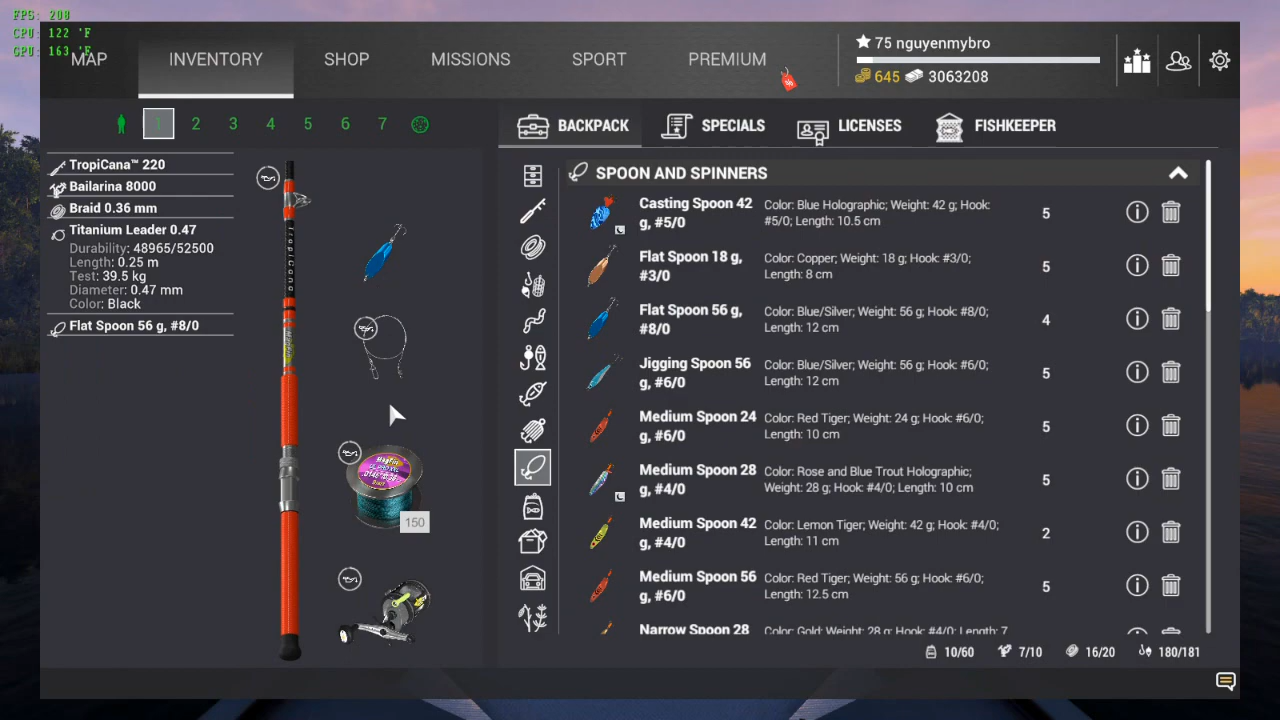 FPS: 208
CPU: 122 °F
GPU: 163 °F
MAP
INVENTORY
SHOP
MISSIONS
SPORT
PREMIUM
75 nguyenmybro
645 3063208
1 2 3 4 5 6 7
BACKPACK
SPECIALS
LICENSES
FISHKEEPER
TropiCana™ 220
Bailarina 8000
Braid 0.36 mm
Titanium Leader 0.47
Durability: 48965/52500
Length: 0.25 m
Test: 39.5 kg
Diameter: 0.47 mm
Color: Black
Flat Spoon 56 g, #8/0
TropiCana
150
SPOON AND SPINNERS
Casting Spoon 42
g, #5/0
Color: Blue Holographic; Weight: 42 g; Hook:
#5/0; Length: 10.5 cm
5
Flat Spoon 18 g,
#3/0
Color: Copper; Weight: 18 g; Hook: #3/0;
Length: 8 cm
5
Flat Spoon 56 g,
#8/0
Color: Blue/Silver; Weight: 56 g; Hook: #8/0;
Length: 12 cm
4
Jigging Spoon 56
g, #6/0
Color: Blue/Silver; Weight: 56 g; Hook: #6/0;
Length: 12 cm
5
Medium Spoon 24
g, #6/0
Color: Red Tiger; Weight: 24 g; Hook: #6/0;
Length: 10 cm
5
Medium Spoon 28
g, #4/0
Color: Rose and Blue Trout Holographic;
Weight: 28 g; Hook: #4/0; Length: 10 cm
5
Medium Spoon 42
g, #4/0
Color: Lemon Tiger; Weight: 42 g; Hook: #4/0;
Length: 11 cm
2
Medium Spoon 56
g, #6/0
Color: Red Tiger; Weight: 56 g; Hook: #6/0;
Length: 12.5 cm
5
Narrow Spoon 28
Color: Gold; Weight: 28 g; Hook: #4/0; Length: 7
10/60 7/10 16/20 180/181